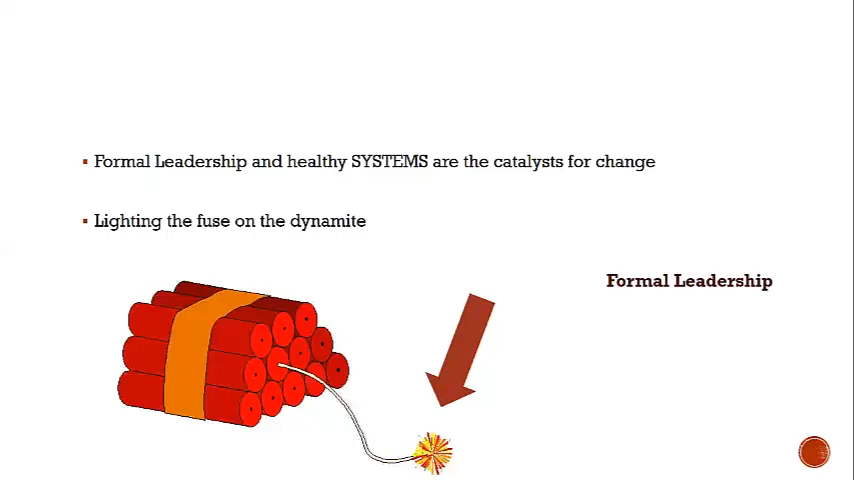 Formal Leadership and healthy SYSTEMS are the catalysts for change
Lighting the fuse on the dynamite
Formal Leadership